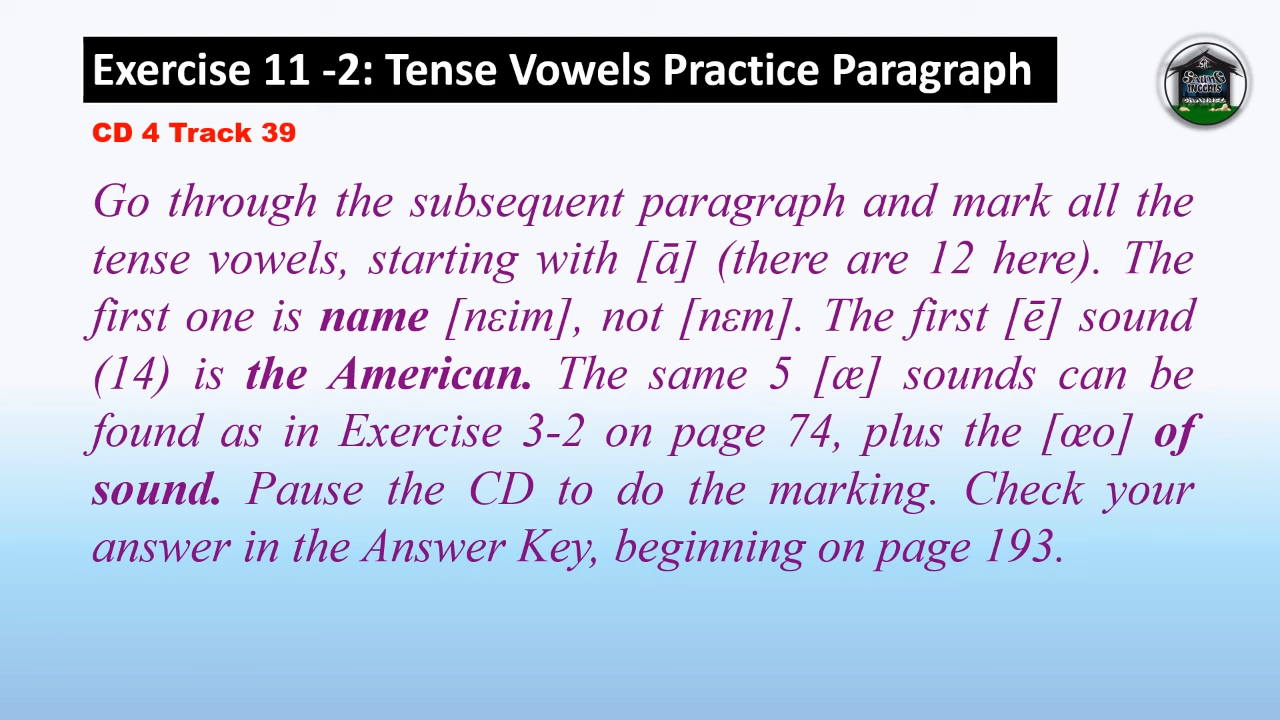 Exercise 11 -2: Tense Vowels Practice Paragraph
CD 4 Track 39
Go through the subsequent paragraph and mark all the
tense vowels, starting with [ā] (there are 12 here). The
first one is name [nɛim], not [nɛm]. The first [ē] sound
(14) is the American. The same 5 [æ] sounds can be
found as in Exercise 3-2 on page 74, plus the [æo] of
sound. Pause the CD to do the marking. Check your
answer in the Answer Key, beginning on page 193.